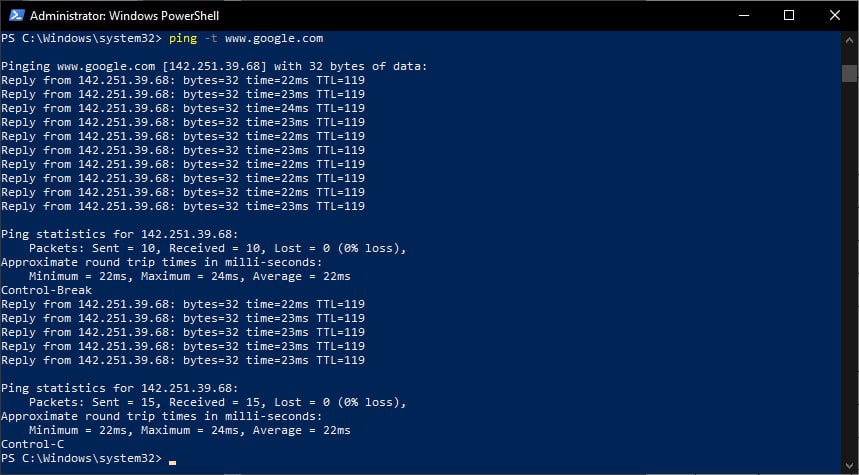 Administrator: Windows PowerShell
PS C:\Windows\system32> ping -t www.google.com

Pinging www.google.com [142.251.39.68] with 32 bytes of data:
Reply from 142.251.39.68: bytes=32 time=22ms TTL=119
Reply from 142.251.39.68: bytes=32 time=23ms TTL=119
Reply from 142.251.39.68: bytes=32 time=24ms TTL=119
Reply from 142.251.39.68: bytes=32 time=23ms TTL=119
Reply from 142.251.39.68: bytes=32 time=22ms TTL=119
Reply from 142.251.39.68: bytes=32 time=22ms TTL=119
Reply from 142.251.39.68: bytes=32 time=23ms TTL=119
Reply from 142.251.39.68: bytes=32 time=23ms TTL=119
Reply from 142.251.39.68: bytes=32 time=22ms TTL=119
Reply from 142.251.39.68: bytes=32 time=23ms TTL=119

Ping statistics for 142.251.39.68:
    Packets: Sent = 10, Received = 10, Lost = 0 (0% loss),
Approximate round trip times in milli-seconds:
    Minimum = 22ms, Maximum = 24ms, Average = 22ms
Control-Break
Reply from 142.251.39.68: bytes=32 time=22ms TTL=119
Reply from 142.251.39.68: bytes=32 time=23ms TTL=119
Reply from 142.251.39.68: bytes=32 time=23ms TTL=119
Reply from 142.251.39.68: bytes=32 time=23ms TTL=119
Reply from 142.251.39.68: bytes=32 time=23ms TTL=119

Ping statistics for 142.251.39.68:
    Packets: Sent = 15, Received = 15, Lost = 0 (0% loss),
Approximate round trip times in milli-seconds:
    Minimum = 22ms, Maximum = 24ms, Average = 22ms
Control-C
PS C:\Windows\system32> _